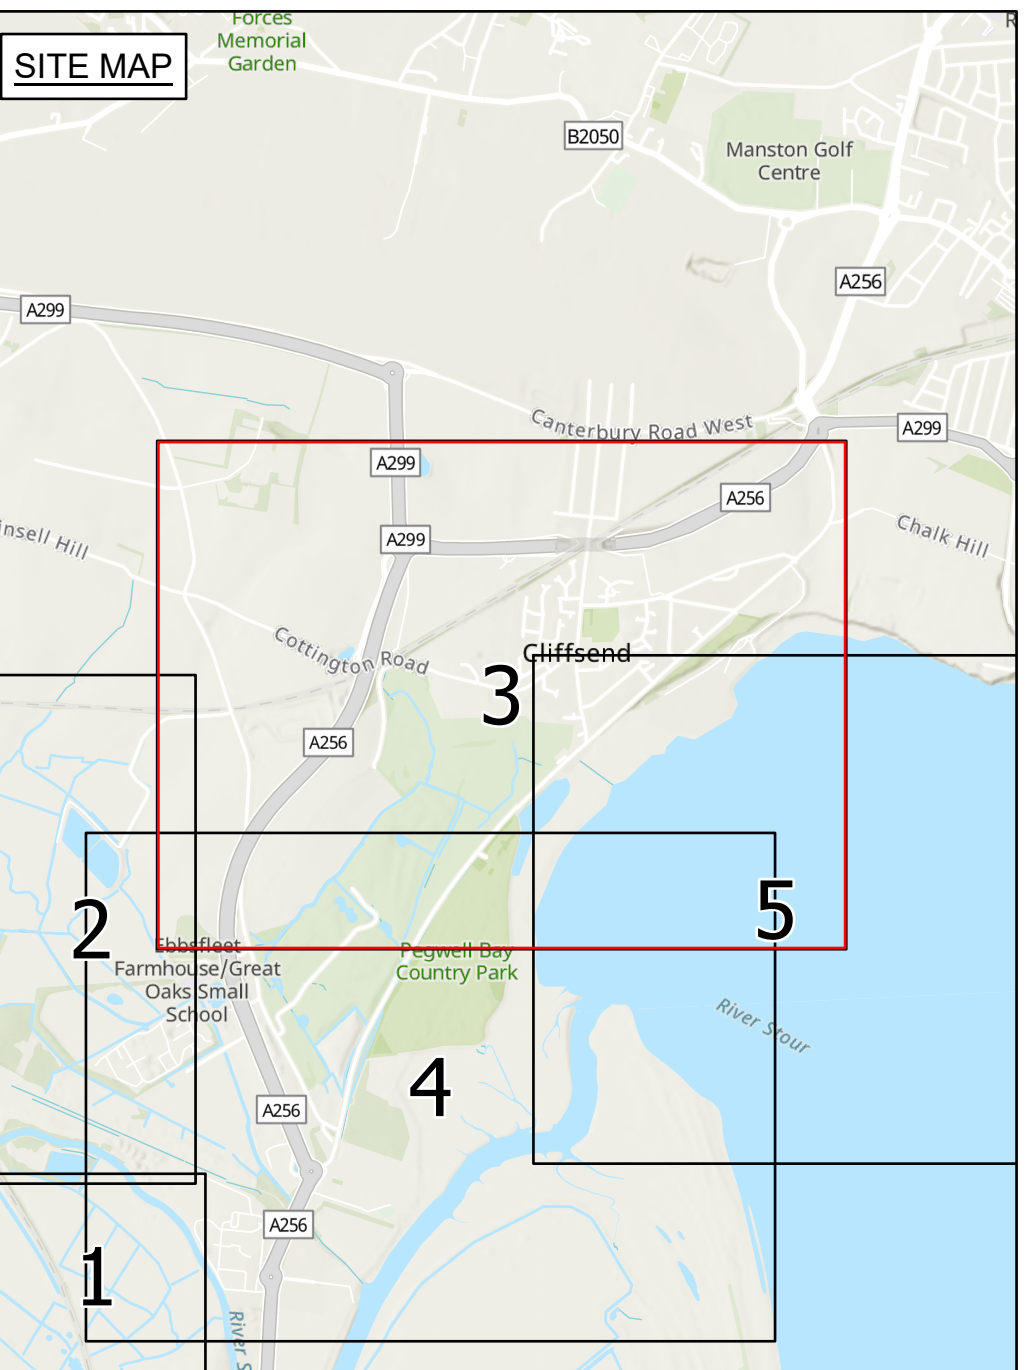 Forces
Memorial
Garden
R
SITE MAP
B2050
Manston Golf
Centre
A256
A299
Canterbury Road West
A299
A299
A256
Chalk Hill
insell Hill
A299
Cottington Road
Cliffsend
3
A256
5
2
Ebbsfleet
Farmhouse/Great
Oaks Small
School
Pegwell Bay
Country Park
River Stour
4
A256
A256
1
River S